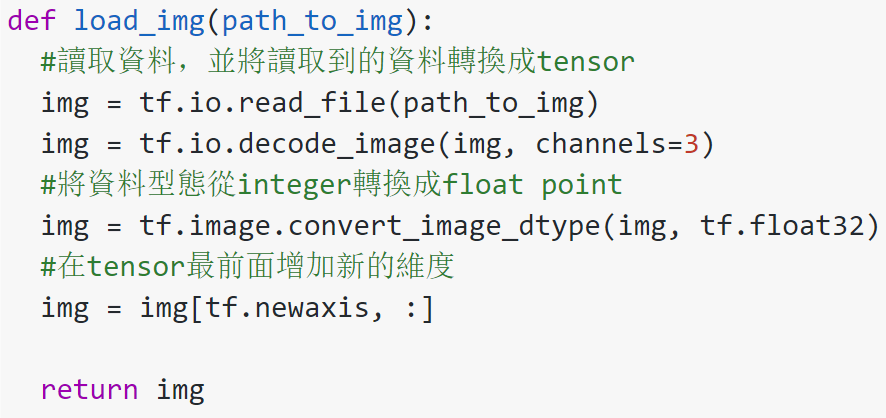 def load_img(path_to_img):
  #讀取資料，並將讀取到的資料轉換成tensor
  img = tf.io.read_file(path_to_img)
  img = tf.io.decode_image(img, channels=3)
  #將資料型態從integer轉換成float point
  img = tf.image.convert_image_dtype(img, tf.float32)
  #在tensor最前面增加新的維度
  img = img[tf.newaxis, :]
  return img